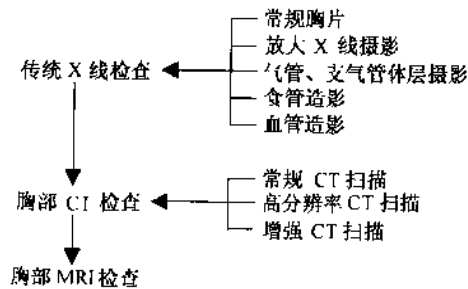 常规胸片
放大 X 线摄影
传统 X 线检查
气管、支气管体层摄影
食管造影
血管造影
常规 CT 扫描
胸部 CI 检查
高分辨率 CT 扫描
增强 CT 扫描
胸部 MRI 检查